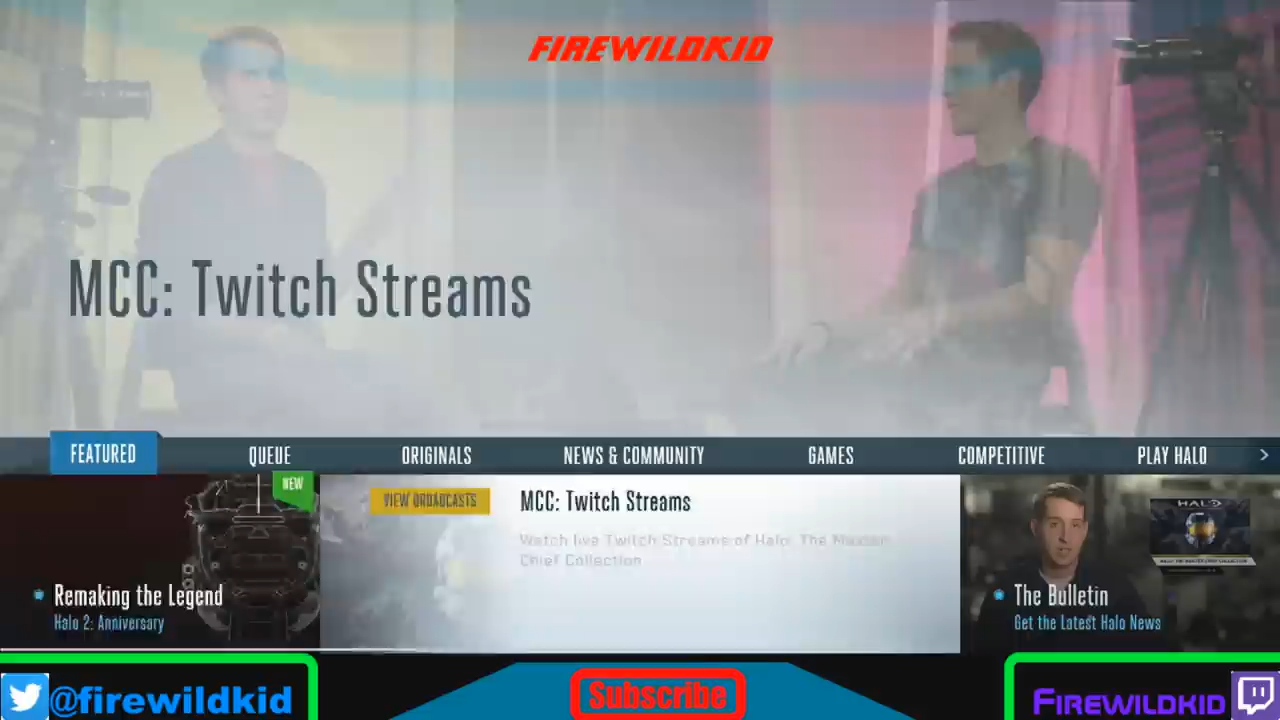 FIREWILDKID
MCC: Twitch Streams
FEATURED
QUEUE
ORIGINALS
NEWS & COMMUNITY
GAMES
COMPETITIVE
PLAY HALO
NEW
Remaking the Legend
Halo 2: Anniversary
VIEW BROADCASTS
MCC: Twitch Streams
Watch live Twitch Streams of Halo: The Master
Chief Collection
HALO
The Bulletin
Get the Latest Halo News
@firewildkid
Subscribe
FIREWILDKID